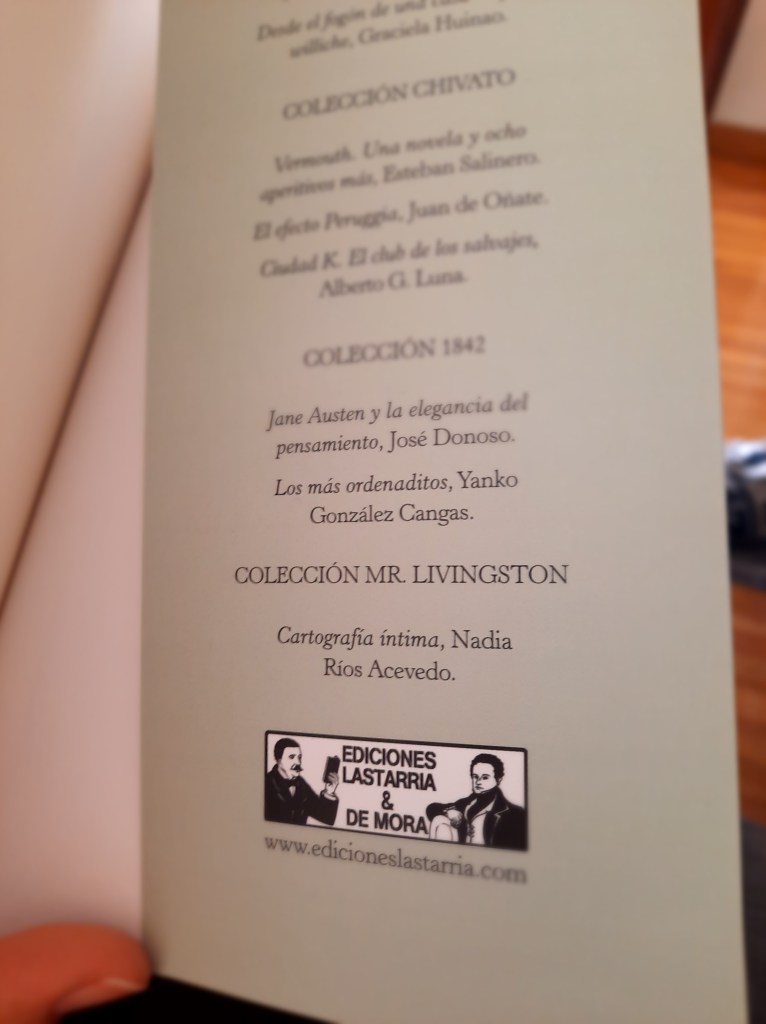 Desde el fogón de una
williche, Graciela Huinao.
COLECCIÓN CHIVATO
Vermouth. Una novela y ocho
aperitivos más, Esteban Salinero.
El efecto Peruggia, Juan de Oñate.
Ciudad K. El club de los salvajes,
Alberto G. Luna.
COLECCIÓN 1842
Jane Austen y la elegancia del
pensamiento, José Donoso.
Los más ordenaditos, Yanko
González Cangas.
COLECCIÓN MR. LIVINGSTON
Cartografía íntima, Nadia
Ríos Acevedo.
EDICIONES
LASTARRIA
&
DE MORA
www.edicioneslastarria.com